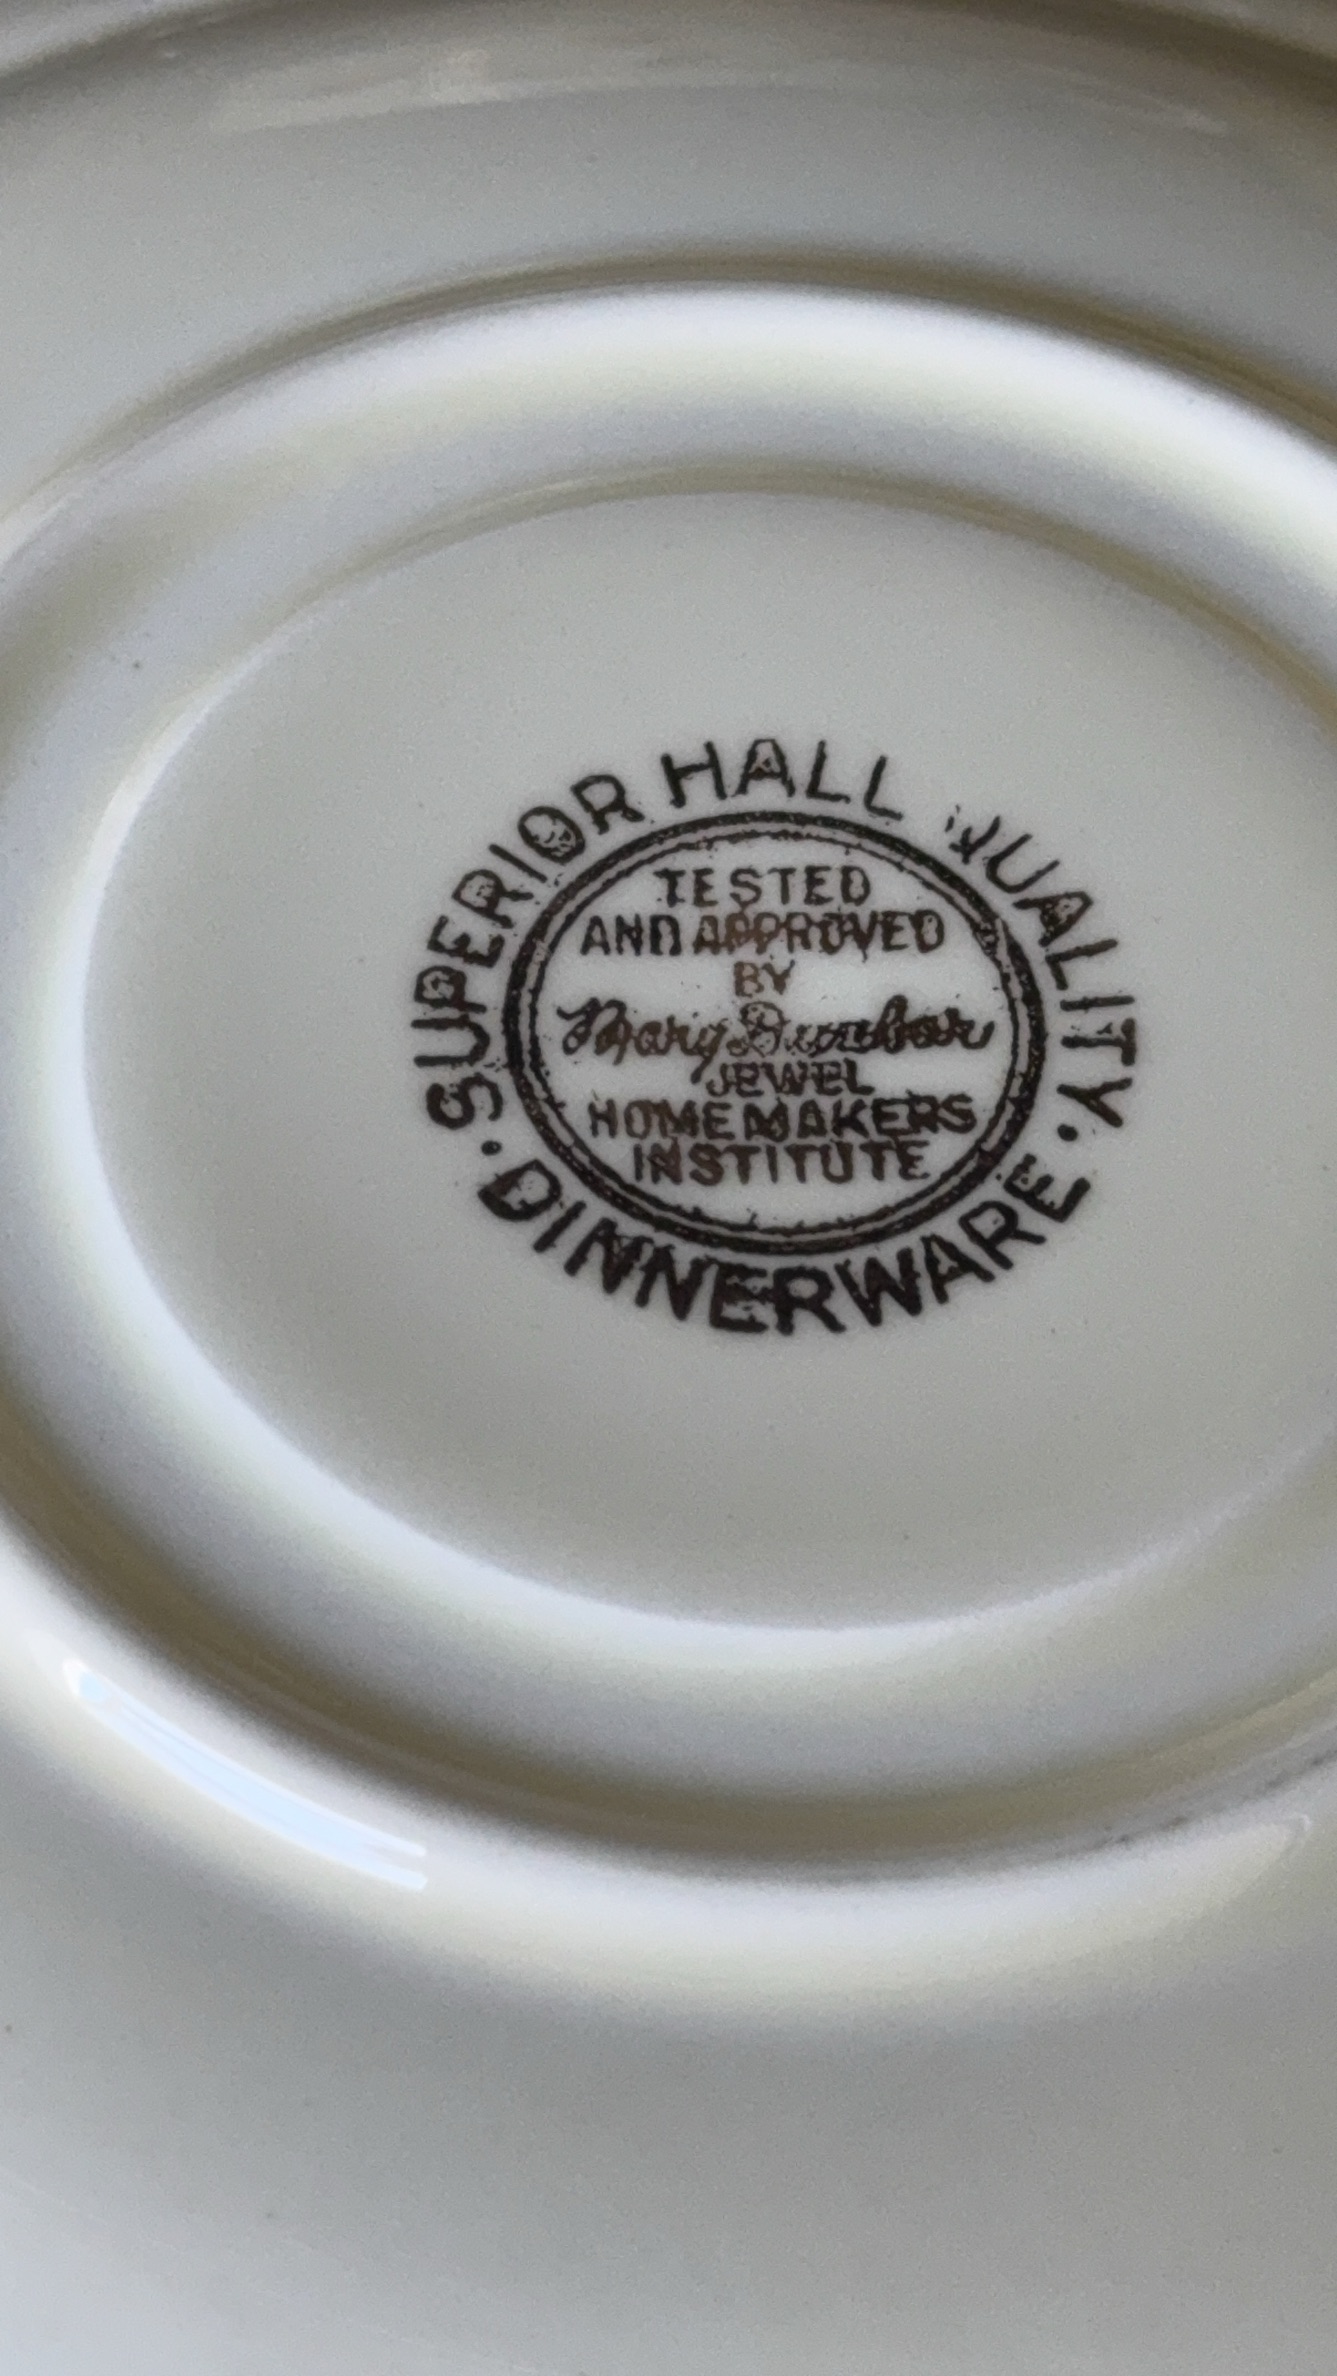 SUPERIOR HALL QUALITY
TESTED
AND APPROVED
BY
Mary Dunbar
JEWEL
HOMEMAKERS
INSTITUTE
· DINNERWARE ·